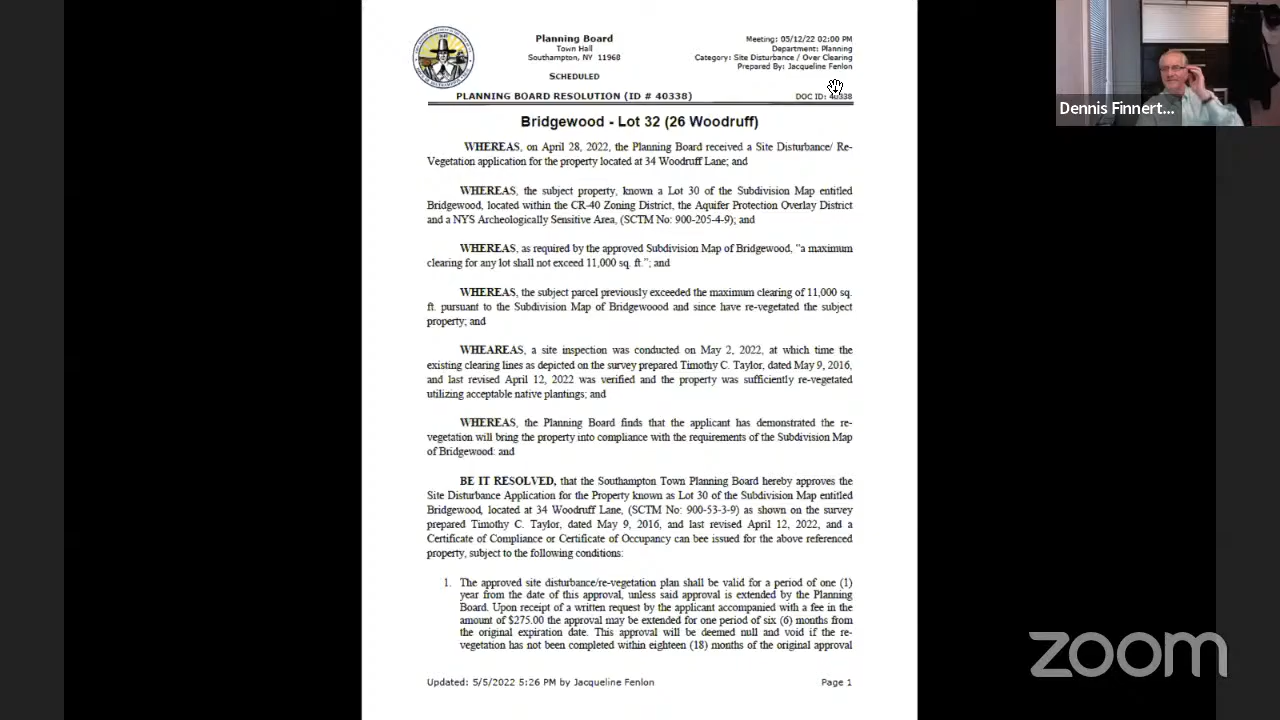 Planning Board
Town Hall
Southampton, NY 11968
SCHEDULED
Meeting: 05/12/22 02:00 PM
Department: Planning
Category: Site Disturbance / Over Clearing
Prepared By: Jacqueline Fenlon
PLANNING BOARD RESOLUTION (ID # 40338)
DOC ID: 40338
Bridgewood - Lot 32 (26 Woodruff)
WHEREAS, on April 28, 2022, the Planning Board received a Site Disturbance/ Re-
Vegetation application for the property located at 34 Woodruff Lane; and
WHEREAS, the subject property, known a Lot 30 of the Subdivision Map entitled
Bridgewood, located within the CR-40 Zoning District, the Aquifer Protection Overlay District
and a NYS Archeologically Sensitive Area, (SCTM No: 900-205-4-9); and
WHEREAS, as required by the approved Subdivision Map of Bridgewood, "a maximum
clearing for any lot shall not exceed 11,000 sq. ft."; and
WHEREAS, the subject parcel previously exceeded the maximum clearing of 11,000 sq.
ft. pursuant to the Subdivision Map of Bridgewoood and since have re-vegetated the subject
property; and
WHEAREAS, a site inspection was conducted on May 2, 2022, at which time the
existing clearing lines as depicted on the survey prepared Timothy C. Taylor, dated May 9, 2016,
and last revised April 12, 2022 was verified and the property was sufficiently re-vegetated
utilizing acceptable native plantings; and
WHEREAS, the Planning Board finds that the applicant has demonstrated the re-
vegetation will bring the property into compliance with the requirements of the Subdivision Map
of Bridgewood: and
BE IT RESOLVED, that the Southampton Town Planning Board hereby approves the
Site Disturbance Application for the Property known as Lot 30 of the Subdivision Map entitled
Bridgewood, located at 34 Woodruff Lane, (SCTM No: 900-53-3-9) as shown on the survey
prepared Timothy C. Taylor, dated May 9, 2016, and last revised April 12, 2022, and a
Certificate of Compliance or Certificate of Occupancy can bee issued for the above referenced
property, subject to the following conditions:
1. The approved site disturbance/re-vegetation plan shall be valid for a period of one (1)
year from the date of this approval, unless said approval is extended by the Planning
Board. Upon receipt of a written request by the applicant accompanied with a fee in the
amount of $275.00 the approval may be extended for one period of six (6) months from
the original expiration date. This approval will be deemed null and void if the re-
vegetation has not been completed within eighteen (18) months of the original approval
Updated: 5/5/2022 5:26 PM by Jacqueline Fenlon
Page 1
Dennis Finnert...
zoom